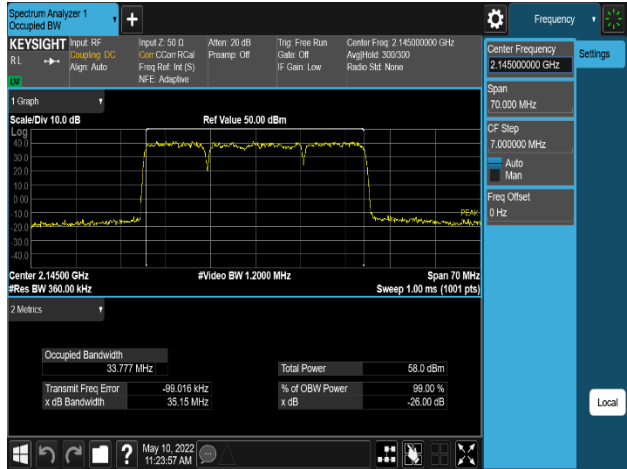 Spectrum Analyzer 1
Occupied BW
+
Frequency
KEYSIGHT
RL
LXI
Input: RF
Coupling: DC
Align: Auto
Input Z: 50 Ω
Corr CCorr RCal
Freq Ref: Int (S)
NFE: Adaptive
Atten: 20 dB
Preamp: Off
Trig: Free Run
Gate: Off
IF Gain: Low
Center Freq: 2.145000000 GHz
Avg|Hold: 300/300
Radio Std: None
Center Frequency
2.145000000 GHz
Settings
Span
70.000 MHz
CF Step
7.000000 MHz
Auto
Man
Freq Offset
0 Hz
1 Graph
Scale/Div 10.0 dB
Ref Value 50.00 dBm
Log
40.0
30.0
20.0
10.0
0.00
-10.0
-20.0
-30.0
-40.0
PEAK
Center 2.14500 GHz
#Video BW 1.2000 MHz
Span 70 MHz
#Res BW 360.00 kHz
Sweep 1.00 ms (1001 pts)
2 Metrics
Occupied Bandwidth
33.777 MHz
Total Power 58.0 dBm
Transmit Freq Error -99.016 kHz
% of OBW Power 99.00 %
x dB Bandwidth 35.15 MHz
x dB -26.00 dB
Local
?
May 10, 2022
11:23:57 AM